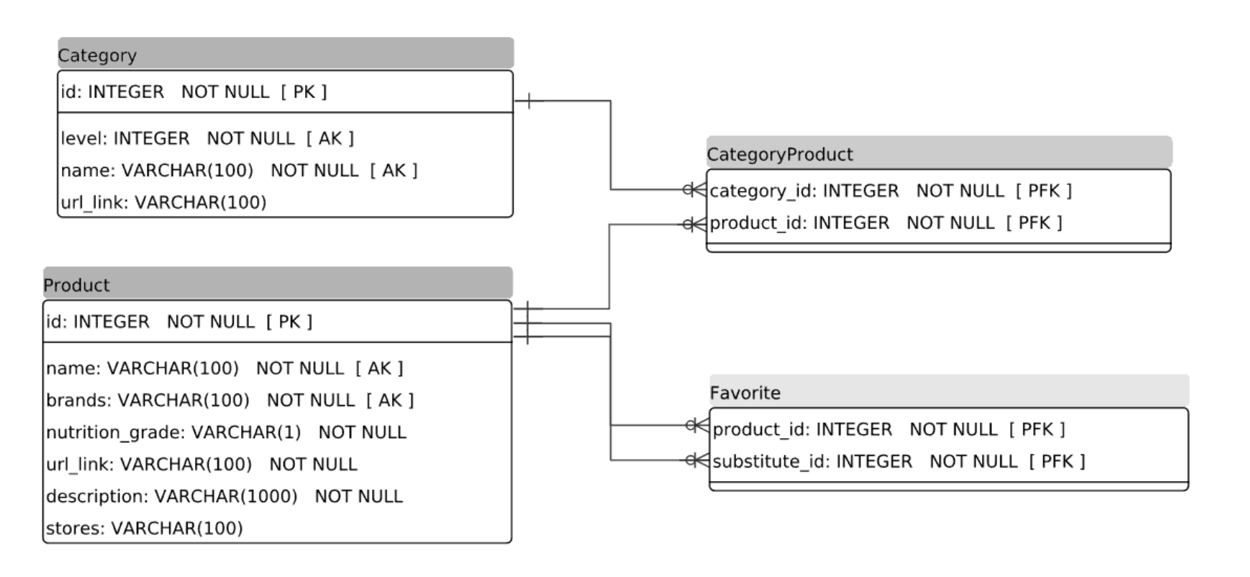 Category
id: INTEGER NOT NULL [ PK ]
level: INTEGER NOT NULL [ AK ]
name: VARCHAR(100) NOT NULL [ AK ]
url_link: VARCHAR(100)
Product
id: INTEGER NOT NULL [ PK ]
name: VARCHAR(100) NOT NULL [ AK ]
brands: VARCHAR(100) NOT NULL [ AK ]
nutrition_grade: VARCHAR(1) NOT NULL
url_link: VARCHAR(100) NOT NULL
description: VARCHAR(1000) NOT NULL
stores: VARCHAR(100)
CategoryProduct
category_id: INTEGER NOT NULL [ PFK ]
product_id: INTEGER NOT NULL [ PFK ]
Favorite
product_id: INTEGER NOT NULL [ PFK ]
substitute_id: INTEGER NOT NULL [ PFK ]